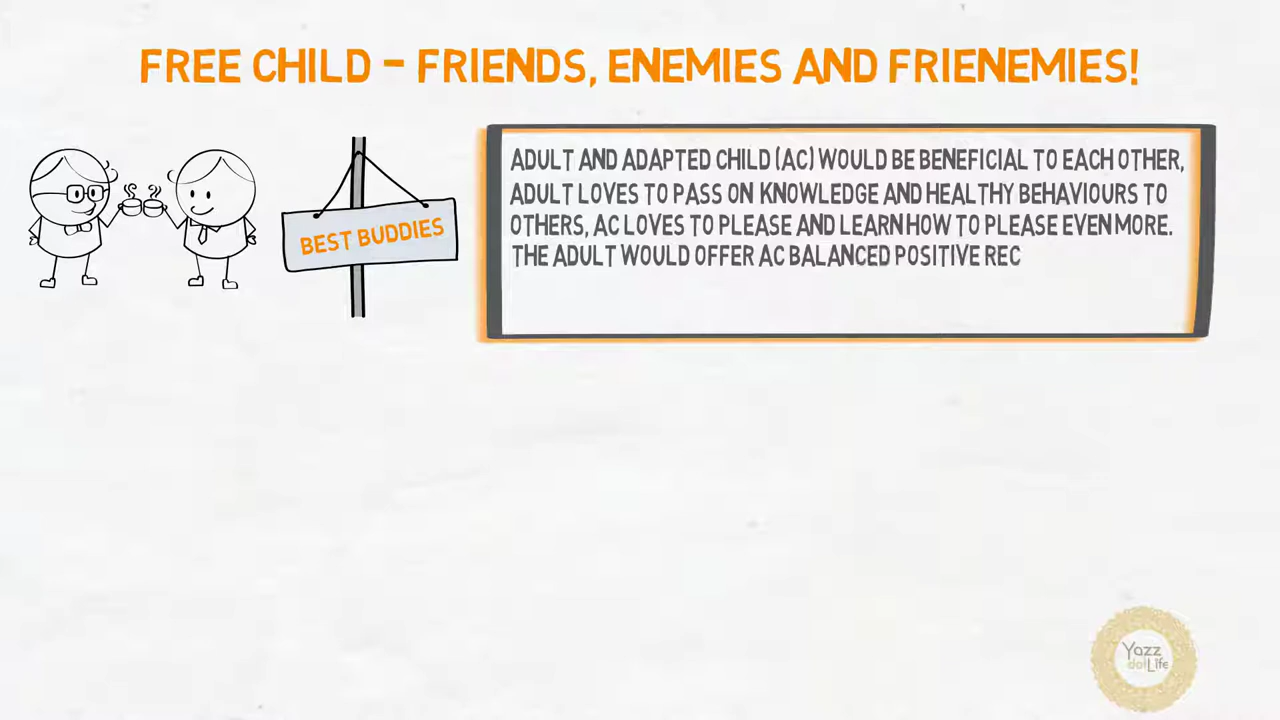 FREE CHILD - FRIENDS, ENEMIES AND FRIENEMIES!
BEST BUDDIES
ADULT AND ADAPTED CHILD (AC) WOULD BE BENEFICIAL TO EACH OTHER,
ADULT LOVES TO PASS ON KNOWLEDGE AND HEALTHY BEHAVIOURS TO
OTHERS, AC LOVES TO PLEASE AND LEARN HOW TO PLEASE EVEN MORE.
THE ADULT WOULD OFFER AC BALANCED POSITIVE REC
Yazz
dotLife